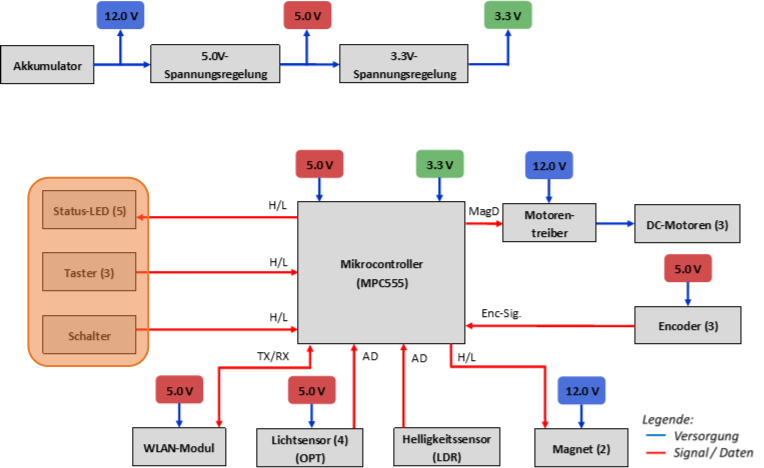 12.0 V
5.0 V
3.3 V
Akkumulator
5.0V-
Spannungsregelung
3.3V-
Spannungsregelung
5.0 V
3.3 V
12.0 V
Status-LED (5)
H/L
MagD
Motoren-
treiber
DC-Motoren (3)
Taster (3)
H/L
Mikrocontroller
(MPC555)
5.0 V
Schalter
H/L
Enc-Sig.
Encoder (3)
TX/RX
AD
AD
H/L
5.0 V
5.0 V
12.0 V
WLAN-Modul
Lichtsensor (4)
(OPT)
Helligkeitssensor
(LDR)
Magnet (2)
Legende:
Versorgung
Signal / Daten